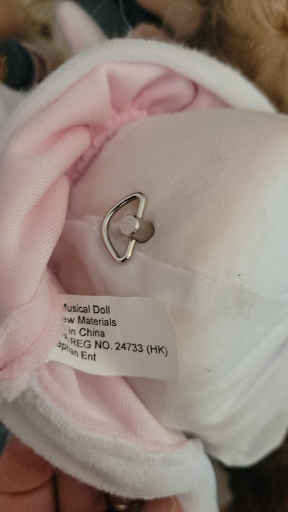 Musical Doll
New Materials
in China
REG NO. 24733 (HK)
Ent